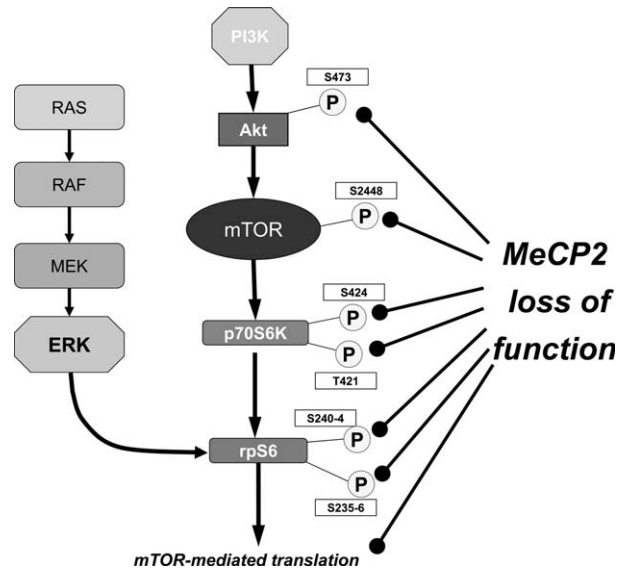 PI3K
S473
P
RAS
Akt
RAF
S2448
P
mTOR
MEK
MeCP2
loss of
function
S424
P
p70S6K
P
ERK
T421
S240-4
P
rpS6
P
S235-6
mTOR-mediated translation